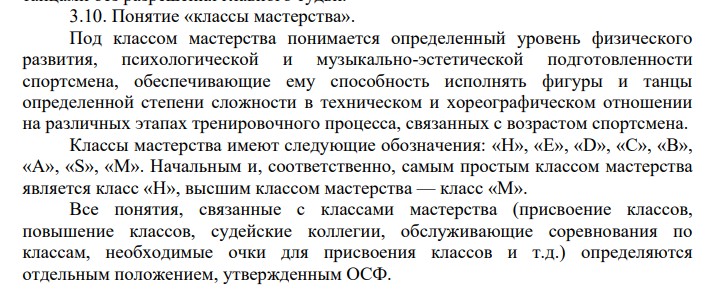 3.10. Понятие «классы мастерства».
Под классом мастерства понимается определенный уровень физического
развития, психологической и музыкально-эстетической подготовленности
спортсмена, обеспечивающие ему способность исполнять фигуры и танцы
определенной степени сложности в техническом и хореографическом отношении
на различных этапах тренировочного процесса, связанных с возрастом спортсмена.
Классы мастерства имеют следующие обозначения: «Н», «Е», «D», «С», «В»,
«А», «S», «М». Начальным и, соответственно, самым простым классом мастерства
является класс «Н», высшим классом мастерства — класс «М».
Все понятия, связанные с классами мастерства (присвоение классов,
повышение классов, судейские коллегии, обслуживающие соревнования по
классам, необходимые очки для присвоения классов и т.д.) определяются
отдельным положением, утвержденным ОСФ.